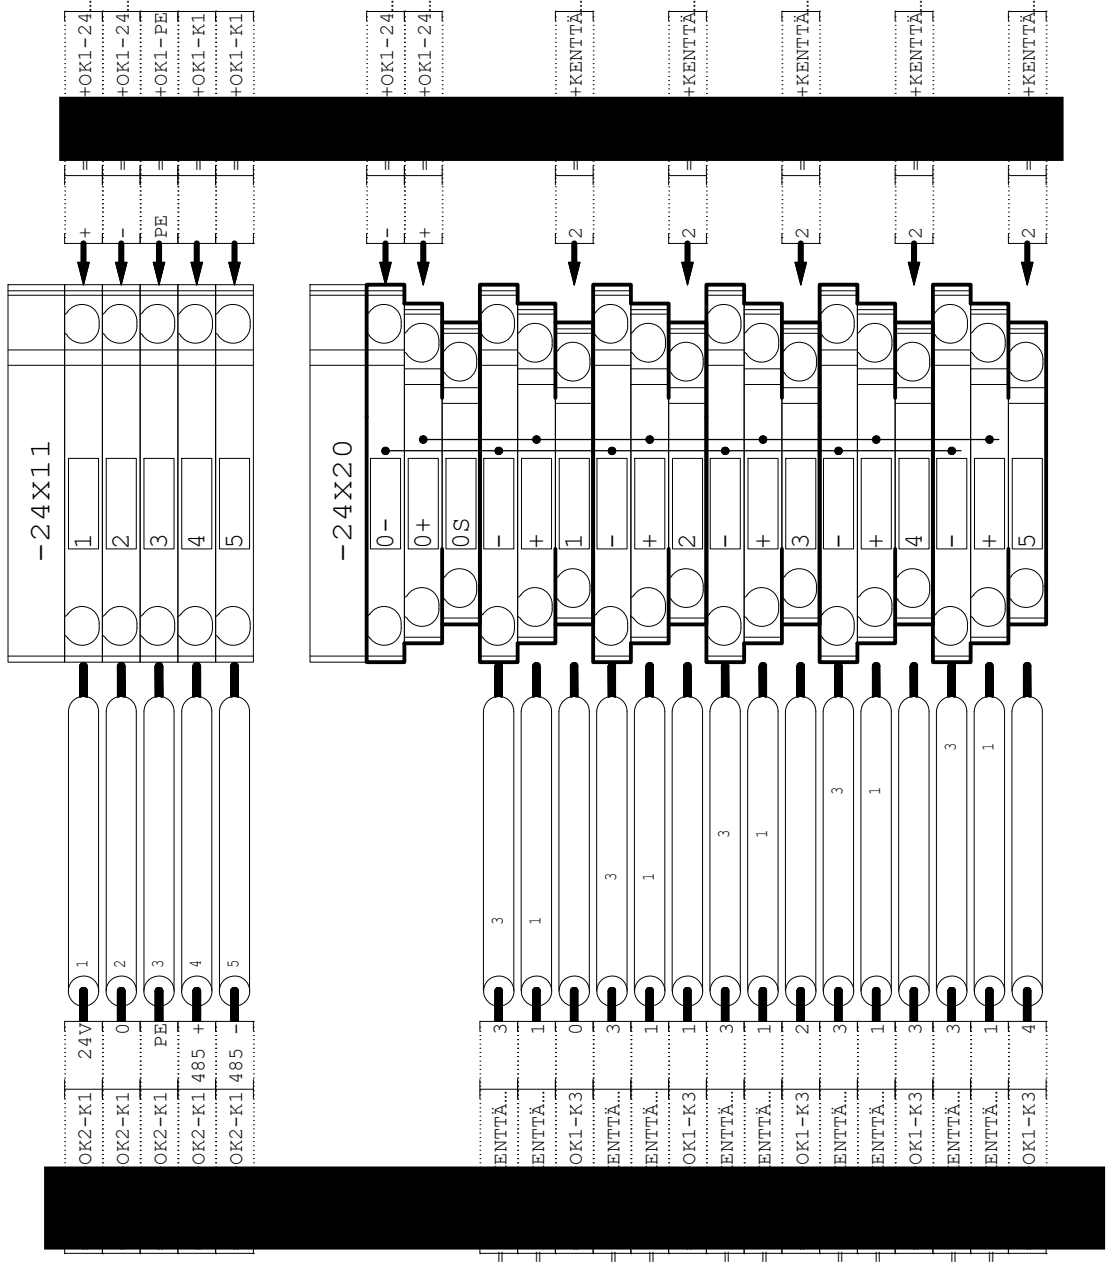 +OK1-24...
+OK1-24...
+OK1-PE
+OK1-K1
+OK1-K1
+OK1-24...
+OK1-24...
+KENTTÄ...
+KENTTÄ...
+KENTTÄ...
+KENTTÄ...
+KENTTÄ...
=
=
=
=
=
=
=
=
=
=
=
=
+
-
PE
-
+
2
2
2
2
2
-24X11
1
2
3
4
5
-24X20
0-
0+
0S
-
+
1
-
+
2
-
+
3
-
+
4
-
+
5
1
2
3
4
5
3
1
3
1
3
1
3
1
3
1
24V
0
PE
485 +
485 -
3
1
0
3
1
1
3
1
2
3
1
3
3
1
4
OK2-K1
OK2-K1
OK2-K1
OK2-K1
OK2-K1
ENTTÄ...
ENTTÄ...
OK1-K3
ENTTÄ...
ENTTÄ...
OK1-K3
ENTTÄ...
ENTTÄ...
OK1-K3
ENTTÄ...
ENTTÄ...
OK1-K3
ENTTÄ...
ENTTÄ...
OK1-K3
=
=
=
=
=
=
=
=
=
=